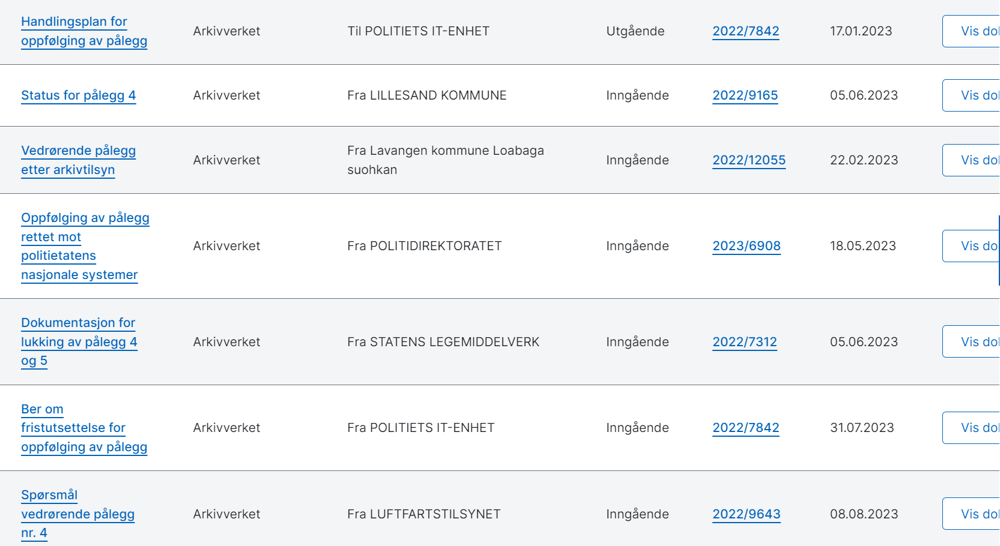 Handlingsplan for
oppfølging av pålegg
Arkivverket
Til POLITIETS IT-ENHET
Utgående
2022/7842
17.01.2023
Vis do
Status for pålegg 4
Arkivverket
Fra LILLESAND KOMMUNE
Inngående
2022/9165
05.06.2023
Vis do
Vedrørende pålegg
etter arkivtilsyn
Arkivverket
Fra Lavangen kommune Loabaga
suohkan
Inngående
2022/12055
22.02.2023
Vis do
Oppfølging av pålegg
rettet mot
politietatens
nasjonale systemer
Arkivverket
Fra POLITIDIREKTORATET
Inngående
2023/6908
18.05.2023
Vis do
Dokumentasjon for
lukking av pålegg 4
og 5
Arkivverket
Fra STATENS LEGEMIDDELVERK
Inngående
2022/7312
05.06.2023
Vis do
Ber om
fristutsettelse for
oppfølging av pålegg
Arkivverket
Fra POLITIETS IT-ENHET
Inngående
2022/7842
31.07.2023
Vis do
Spørsmål
vedrørende pålegg
nr. 4
Arkivverket
Fra LUFTFARTSTILSYNET
Inngående
2022/9643
08.08.2023
Vis do